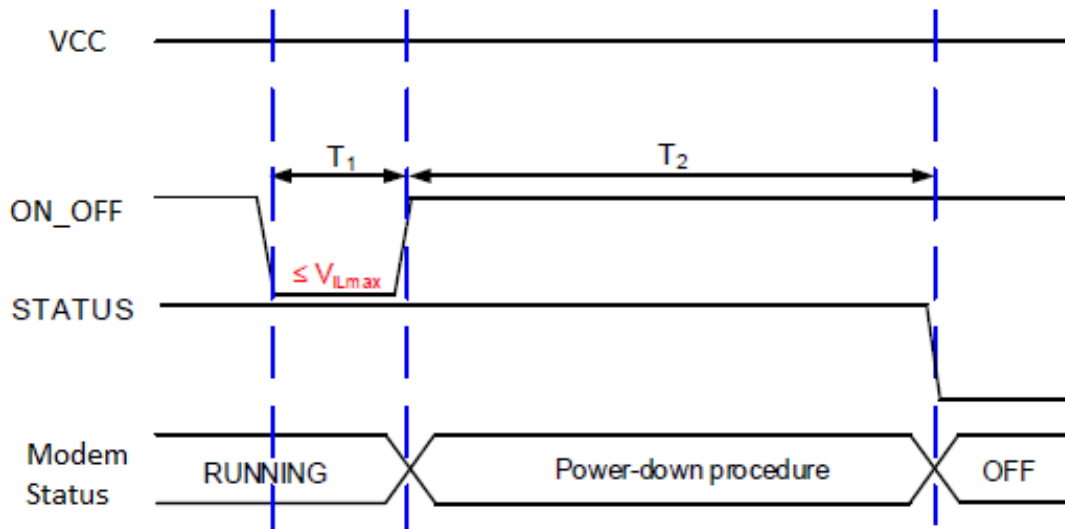 VCC
T1
T2
ON_OFF
≤ VILmax
STATUS
Modem
Status
RUNNING
Power-down procedure
OFF